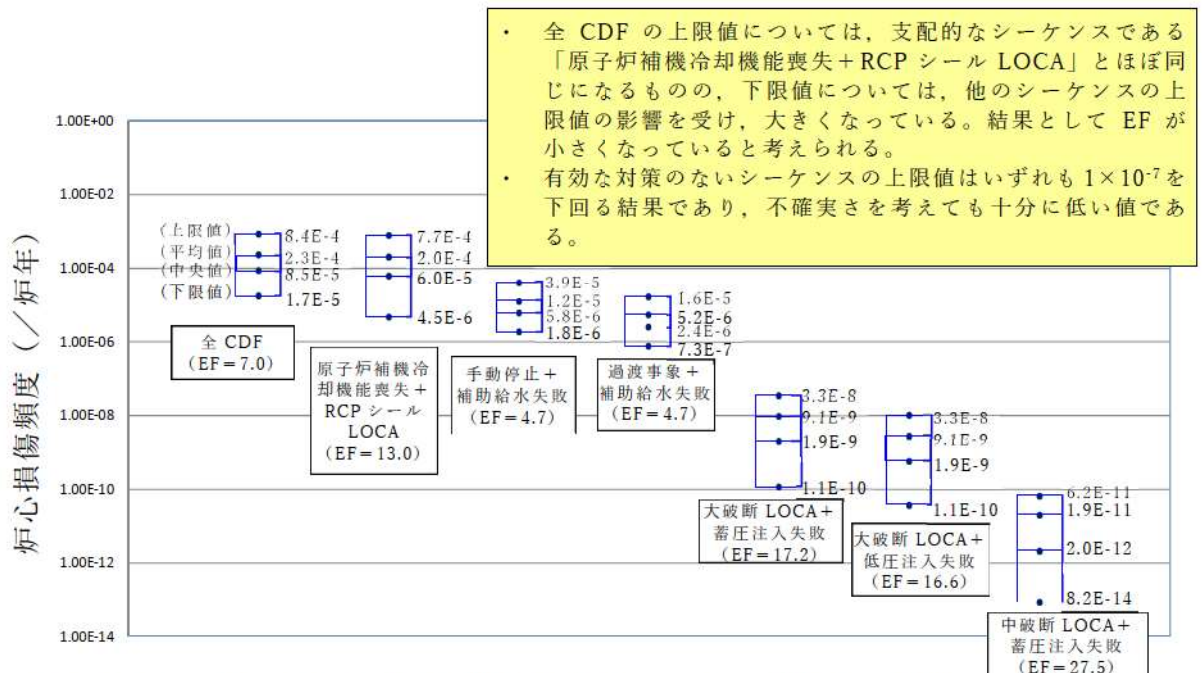 ・ 全 CDF の上限値については，支配的なシーケンスである
「原子炉補機冷却機能喪失＋RCP シール LOCA」とほぼ同
じになるものの，下限値については，他のシーケンスの上
限値の影響を受け，大きくなっている。結果として EF が
小さくなっていると考えられる。
・ 有効な対策のないシーケンスの上限値はいずれも 1×10⁻⁷を
下回る結果であり，不確実さを考えても十分に低い値であ
る。
炉心損傷頻度（／炉年）
1.00E+00
1.00E-02
1.00E-04
1.00E-06
1.00E-08
1.00E-10
1.00E-12
1.00E-14
(上限値)
(平均値)
(中央値)
(下限値)
8.4E-4
2.3E-4
8.5E-5
1.7E-5
全 CDF
(EF＝7.0)
7.7E-4
2.0E-4
6.0E-5
4.5E-6
原子炉補機冷
却機能喪失＋
RCP シール
LOCA
(EF＝13.0)
3.9E-5
1.2E-5
5.8E-6
1.8E-6
手動停止＋
補助給水失敗
(EF＝4.7)
1.6E-5
5.2E-6
2.4E-6
7.3E-7
過渡事象＋
補助給水失敗
(EF＝4.7)
3.3E-8
9.1E-9
1.9E-9
1.1E-10
大破断 LOCA＋
蓄圧注入失敗
(EF＝17.2)
3.3E-8
9.1E-9
1.9E-9
1.1E-10
大破断 LOCA＋
低圧注入失敗
(EF＝16.6)
6.2E-11
1.9E-11
2.0E-12
8.2E-14
中破断 LOCA＋
蓄圧注入失敗
(EF＝27.5)